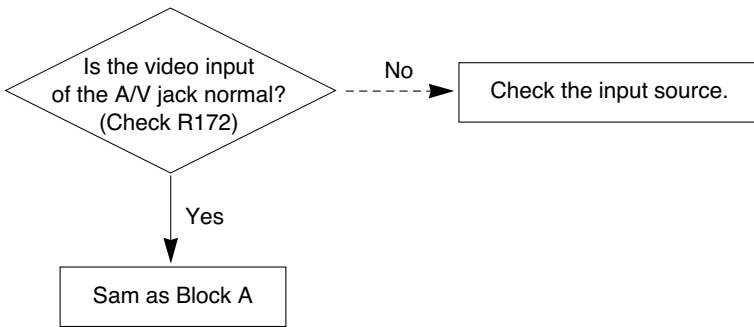 Is the video input
of the A/V jack normal?
(Check R172)
No
Check the input source.
Yes
Sam as Block A